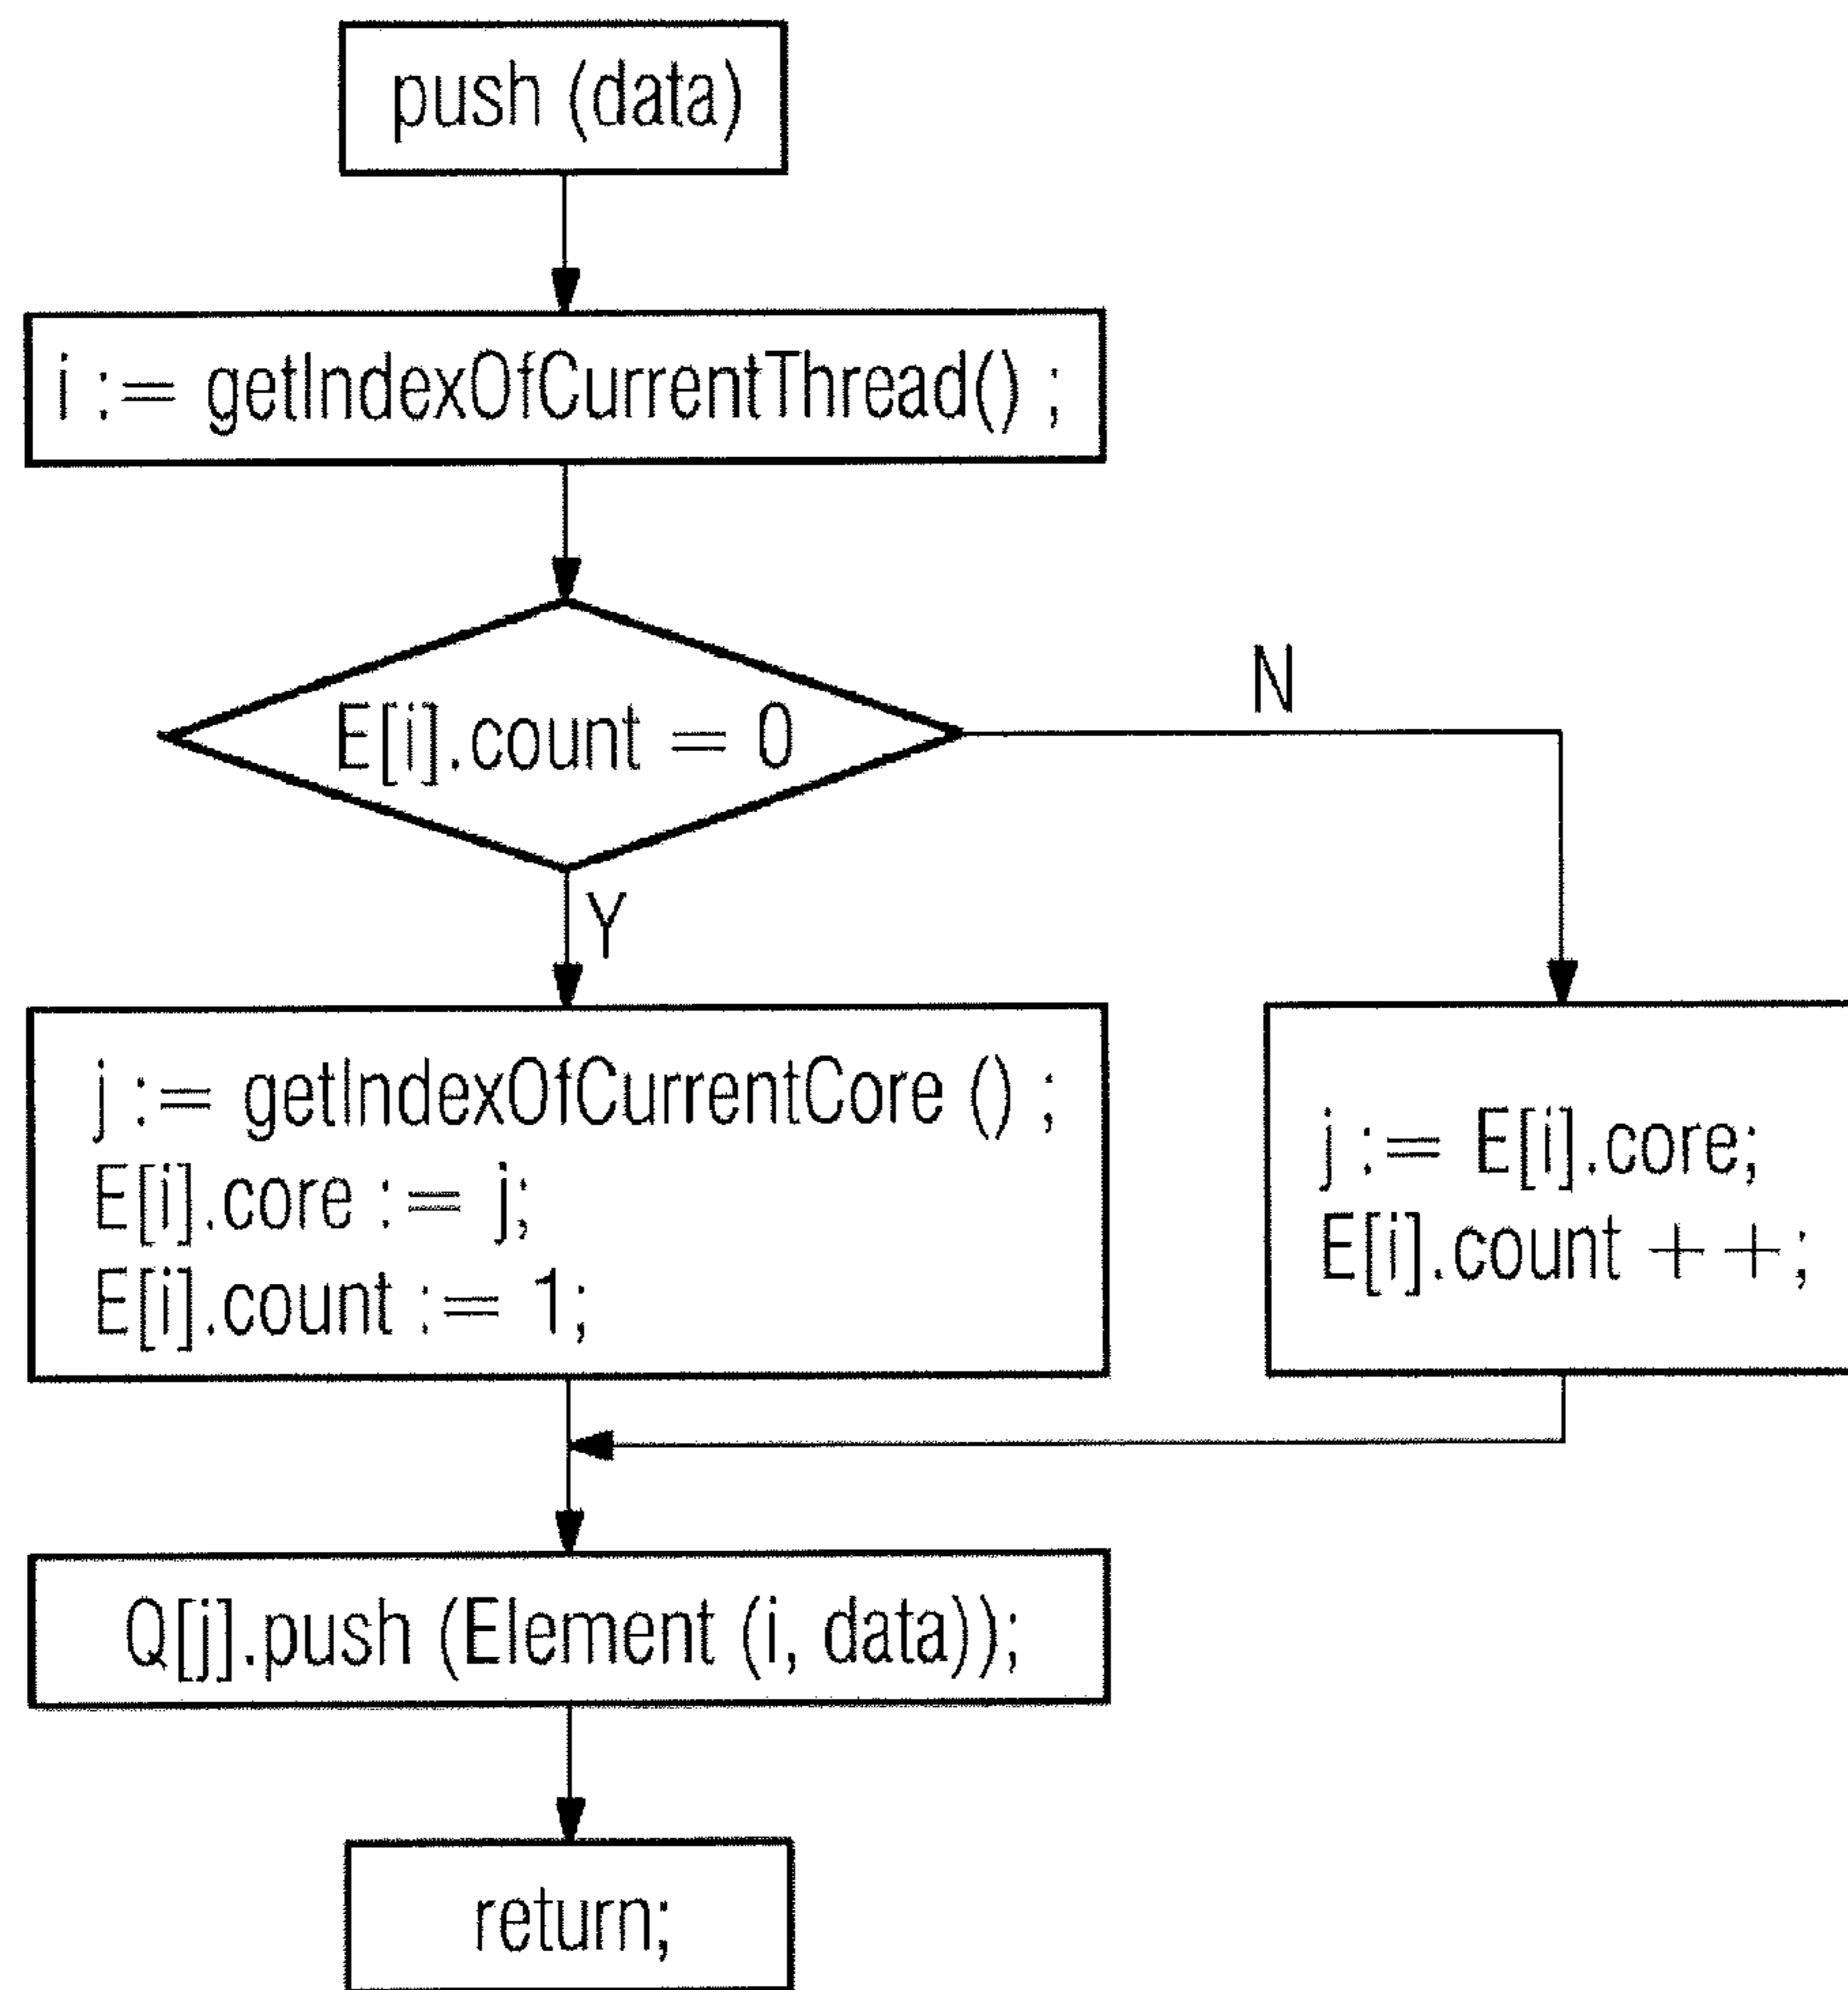 push (data)
i := getIndexOfCurrentThread() ;
E[i].count = 0
N
Y
j := getIndexOfCurrentCore () ;
E[i].core := j;
E[i].count := 1;
j := E[i].core;
E[i].count + +;
Q[j].push (Element (i, data));
return;